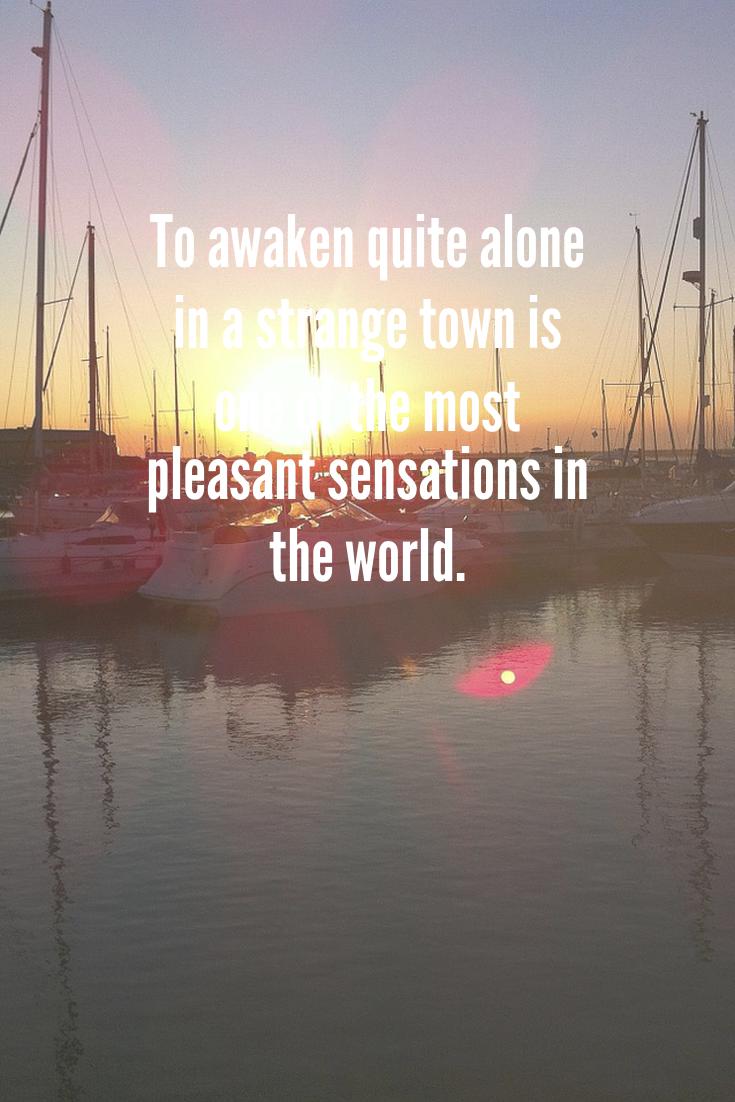 To awaken quite alone
in a strange town is
one of the most
pleasant sensations in
the world.